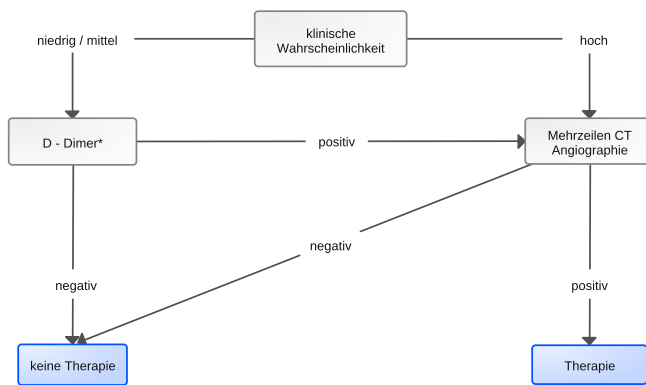 klinische
Wahrscheinlichkeit
niedrig / mittel
hoch
D - Dimer*
positiv
Mehrzeilen CT
Angiographie
negativ
negativ
positiv
keine Therapie
Therapie